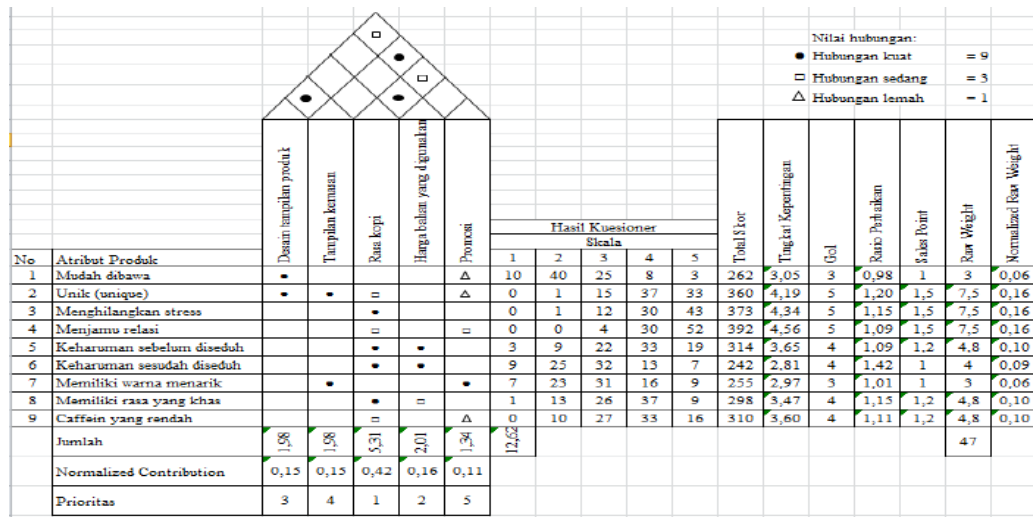 Nilai hubungan:
● Hubungan kuat = 9
□ Hubungan sedang = 3
△ Hubungan lemah = 1
No Atribut Produk Desain tampilan produk Tampilan kemasan Rasa kopi Harga bahan yang digunakan Promosi Hasil Kuesioner Total Skor Tingkat Kepentingan Gol Rasio Perbaikan Sales Point Raw Weight Normalized Raw Weight
Skala
1 2 3 4 5
1 Mudah dibawa ● △ 10 40 25 8 3 262 3,05 3 0,98 1 3 0,06
2 Unik (unique) ● ● □ △ 0 1 15 37 33 360 4,19 5 1,20 1,5 7,5 0,16
3 Menghilangkan stress ● 0 1 12 30 43 373 4,34 5 1,15 1,5 7,5 0,16
4 Menjamu relasi □ □ 0 0 4 30 52 392 4,56 5 1,09 1,5 7,5 0,16
5 Keharuman sebelum diseduh ● ● 3 9 22 33 19 314 3,65 4 1,09 1,2 4,8 0,10
6 Keharuman sesudah diseduh ● ● 9 25 32 13 7 242 2,81 4 1,42 1 4 0,09
7 Memiliki warna menarik ● ● 7 23 31 16 9 255 2,97 3 1,01 1 3 0,06
8 Memiliki rasa yang khas ● □ 1 13 26 37 9 298 3,47 4 1,15 1,2 4,8 0,10
9 Caffein yang rendah □ △ 0 10 27 33 16 310 3,60 4 1,11 1,2 4,8 0,10
Jumlah 1,98 1,98 5,31 2,01 1,34 12,62 47
Normalized Contribution 0,15 0,15 0,42 0,16 0,11
Prioritas 3 4 1 2 5